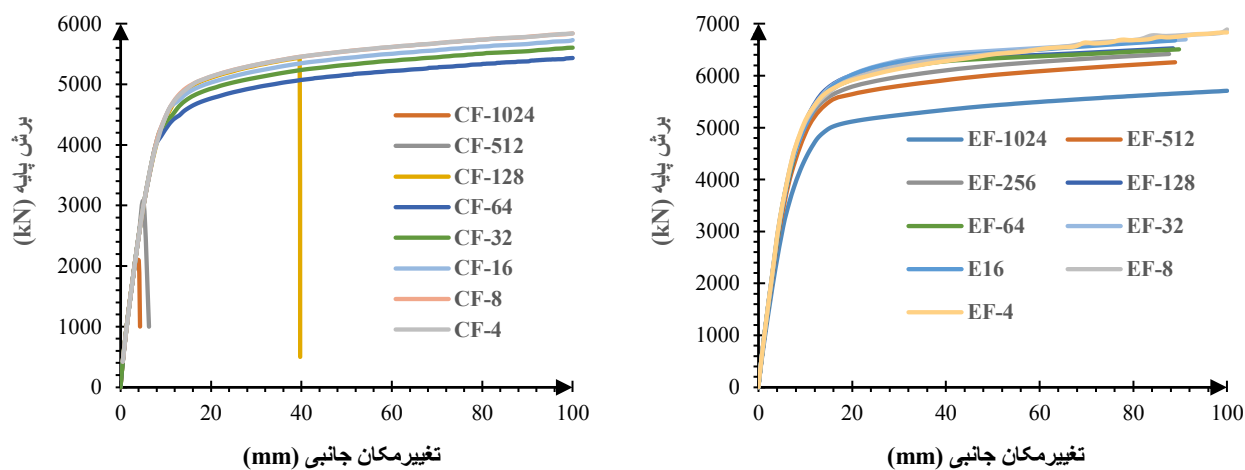 برش پایه (kN)
6000
5000
4000
3000
2000
1000
0
0 20 40 60 80 100
تغییرمکان جانبی (mm)
CF-1024
CF-512
CF-128
CF-64
CF-32
CF-16
CF-8
CF-4
برش پایه (kN)
7000
6000
5000
4000
3000
2000
1000
0
0 20 40 60 80 100
تغییرمکان جانبی (mm)
EF-1024 EF-512
EF-256 EF-128
EF-64 EF-32
E16 EF-8
EF-4